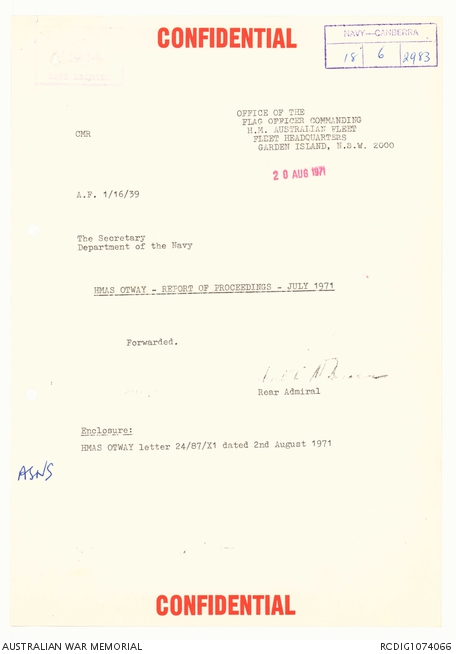 CONFIDENTIAL
NAVY—CANBERRA
18 6 2983
OFFICE OF THE
FLAG OFFICER COMMANDING
H.M. AUSTRALIAN FLEET
FLEET HEADQUARTERS
GARDEN ISLAND, N.S.W. 2000
CMR
20 AUG 1971
A.F. 1/16/39
The Secretary
Department of the Navy
HMAS OTWAY - REPORT OF PROCEEDINGS - JULY 1971
Forwarded.
Rear Admiral
Enclosure:
HMAS OTWAY letter 24/87/X1 dated 2nd August 1971
CONFIDENTIAL
AUSTRALIAN WAR MEMORIAL
RCDIG1074066